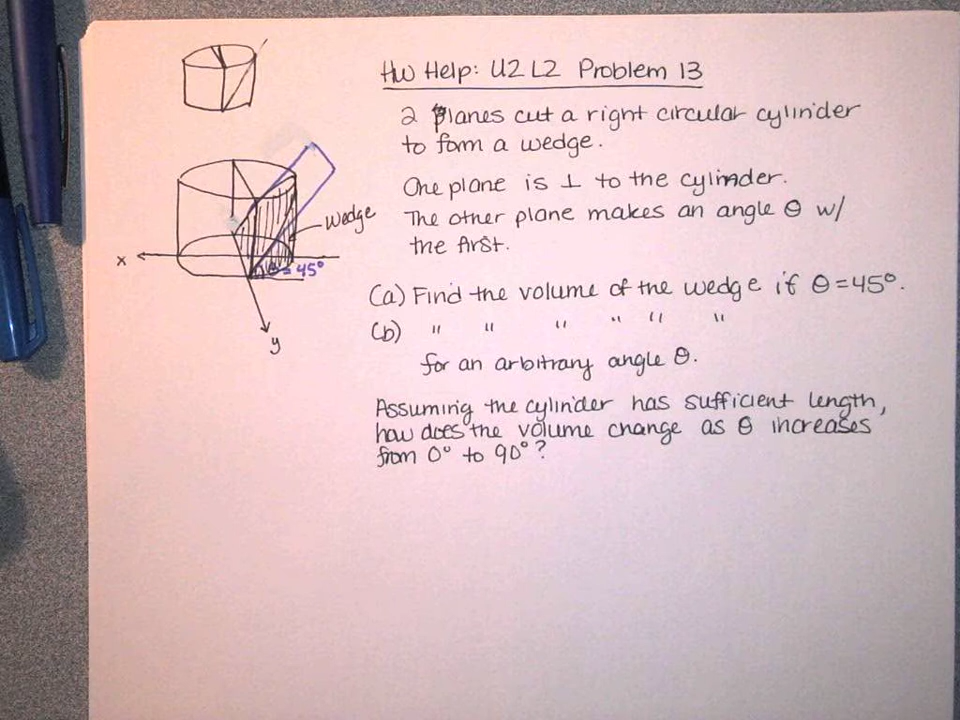 HW Help: U2 L2 Problem 13
2 planes cut a right circular cylinder
to form a wedge.
One plane is ⊥ to the cylinder.
The other plane makes an angle θ w/
the first.
(a) Find the volume of the wedge if θ=45°.
(b) " " " " " "
for an arbitrary angle θ.
Assuming the cylinder has sufficient length,
how does the volume change as θ increases
from 0° to 90°?
wedge
x
θ=45°
y